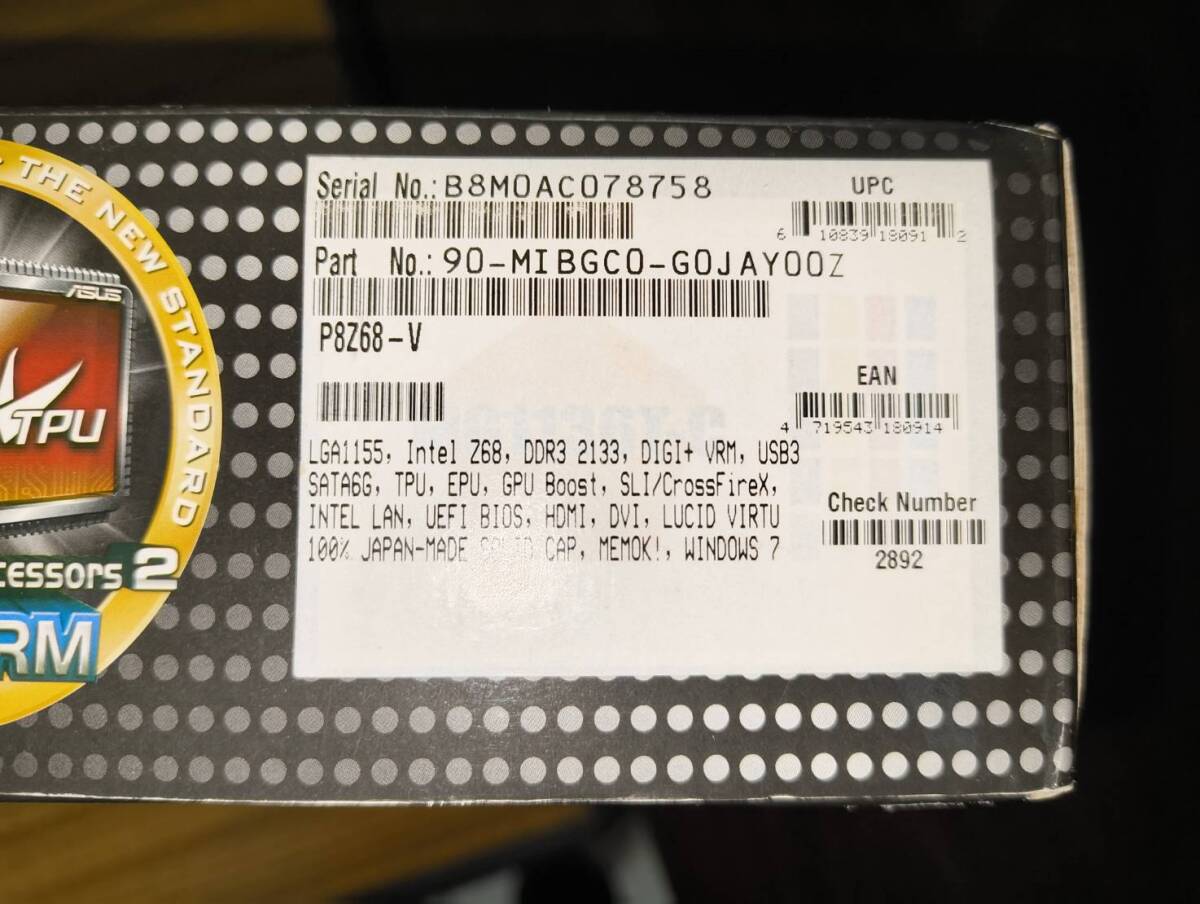 THE NEW STANDARD
ASUS
TPU
cessors 2
RM
Serial No.: B8M0AC078758
UPC
6 10839 18091 2
Part No.: 90-MIBGC0-G0JAY00Z
P8Z68-V
EAN
4 719543 180914
LGA1155, Intel Z68, DDR3 2133, DIGI+ VRM, USB3
SATA6G, TPU, EPU, GPU Boost, SLI/CrossFireX,
INTEL LAN, UEFI BIOS, HDMI, DVI, LUCID VIRTU
100% JAPAN-MADE SOLID CAP, MEMOK!, WINDOWS 7
Check Number
2892